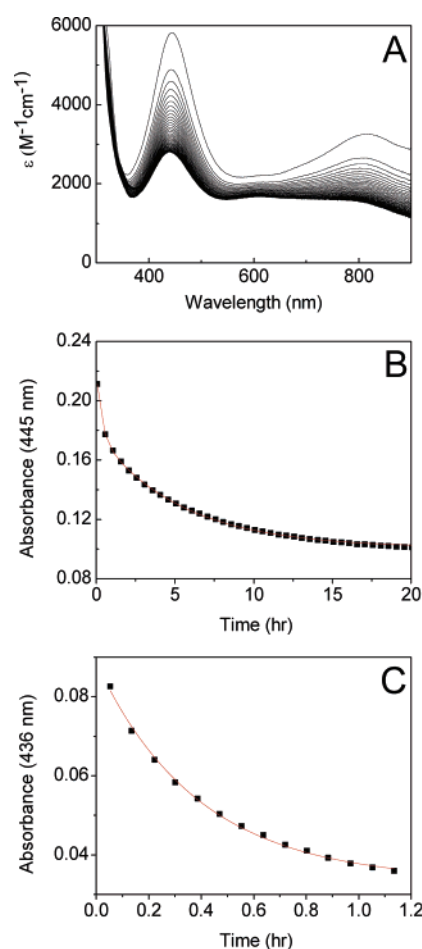 A
6000
4000
2000
0
ε (M⁻¹cm⁻¹)
400 600 800
Wavelength (nm)
B
0.24
0.20
0.16
0.12
0.08
Absorbance (445 nm)
0 5 10 15 20
Time (hr)
C
0.08
0.06
0.04
Absorbance (436 nm)
0.0 0.2 0.4 0.6 0.8 1.0 1.2
Time (hr)